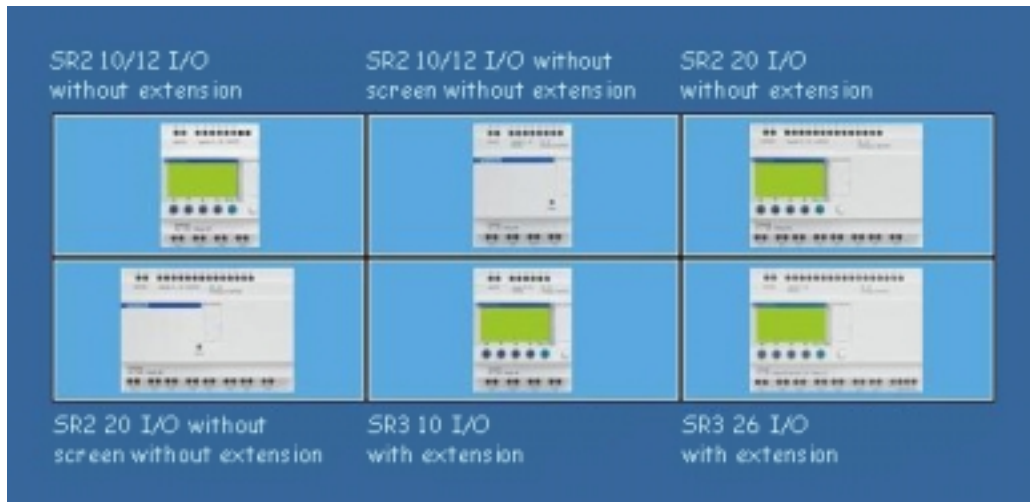 SR2 10/12 I/O
without extension
SR2 10/12 I/O without
screen without extension
SR2 20 I/O
without extension
SR2 20 I/O without
screen without extension
SR3 10 I/O
with extension
SR3 26 I/O
with extension